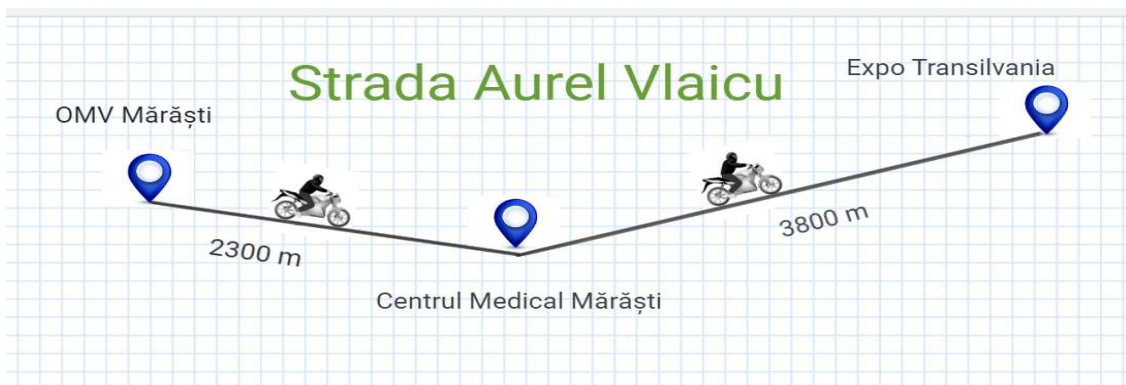 Strada Aurel Vlaicu
Expo Transilvania
OMV Mărăști
2300 m
3800 m
Centrul Medical Mărăști